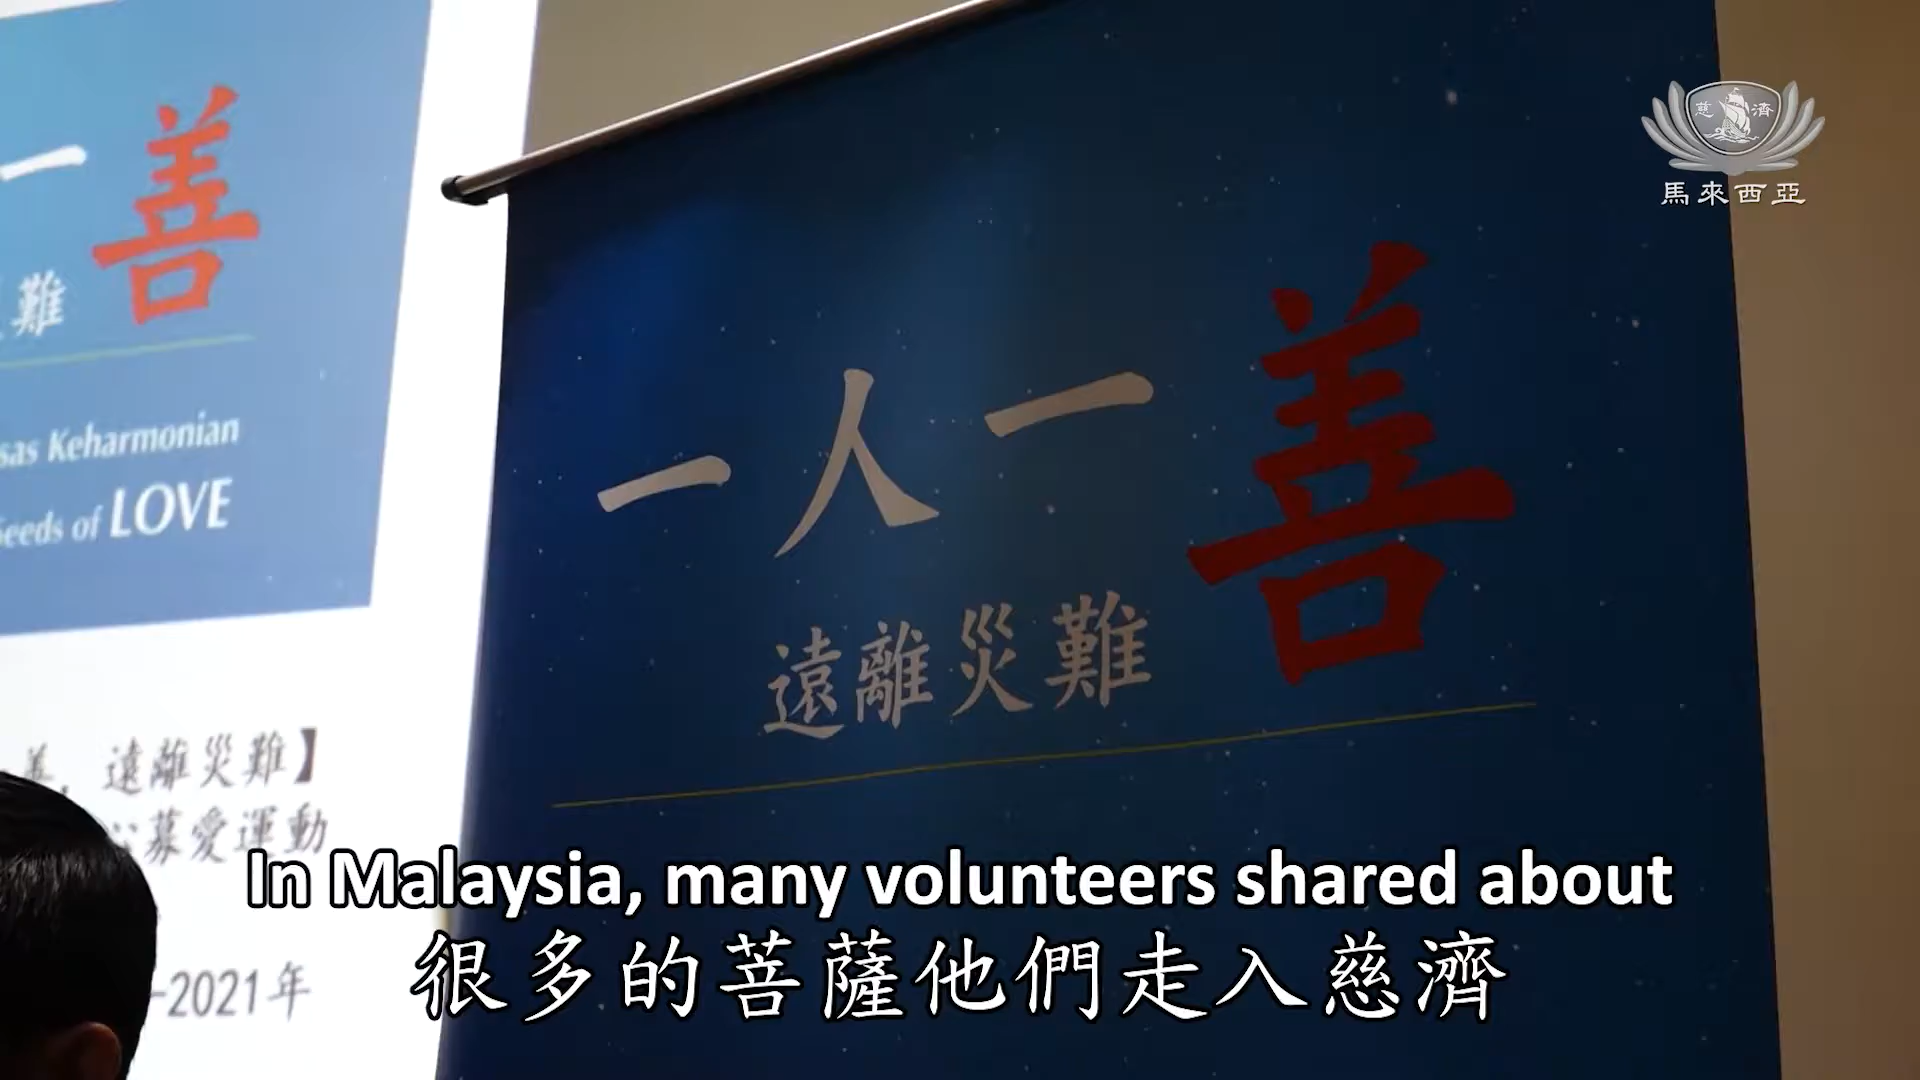 一 善
難
Keharmonian
Seeds of LOVE
善，遠離災難】
公募愛運動
-2021年
一人一善
遠離災難
慈濟
馬來西亞
In Malaysia, many volunteers shared about
很多的菩薩他們走入慈濟